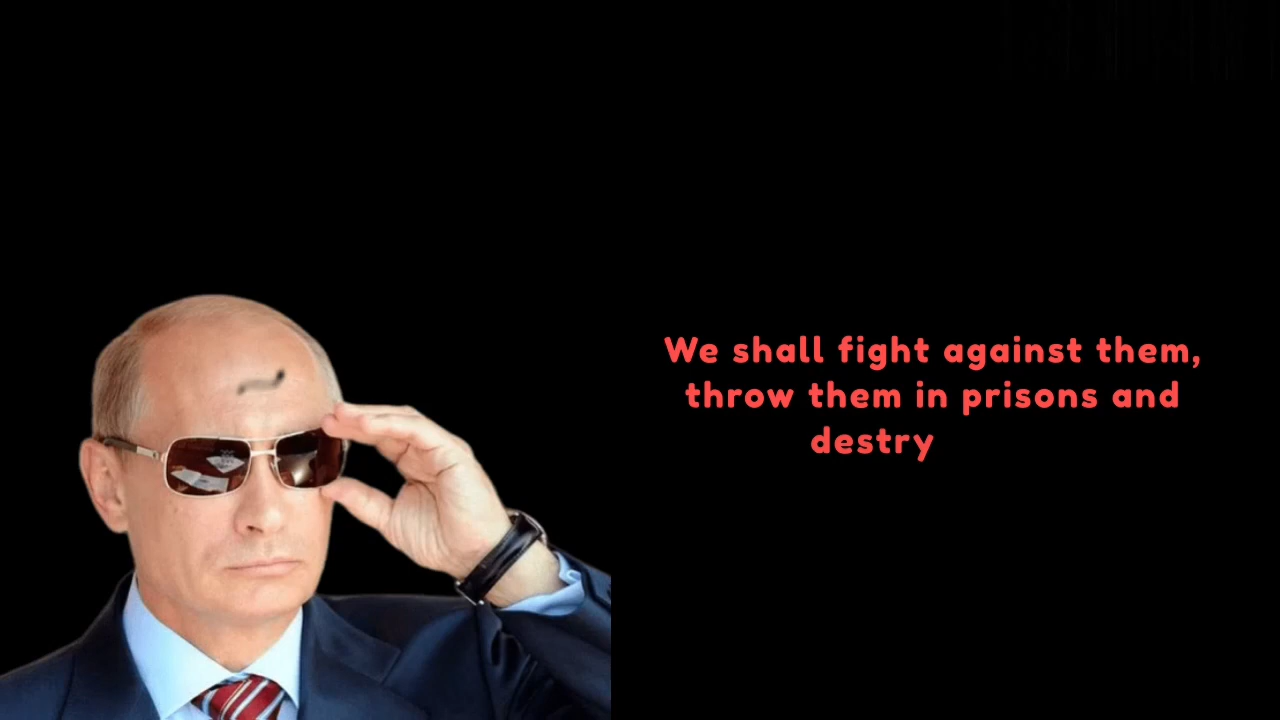 We shall fight against them,
throw them in prisons and
destry